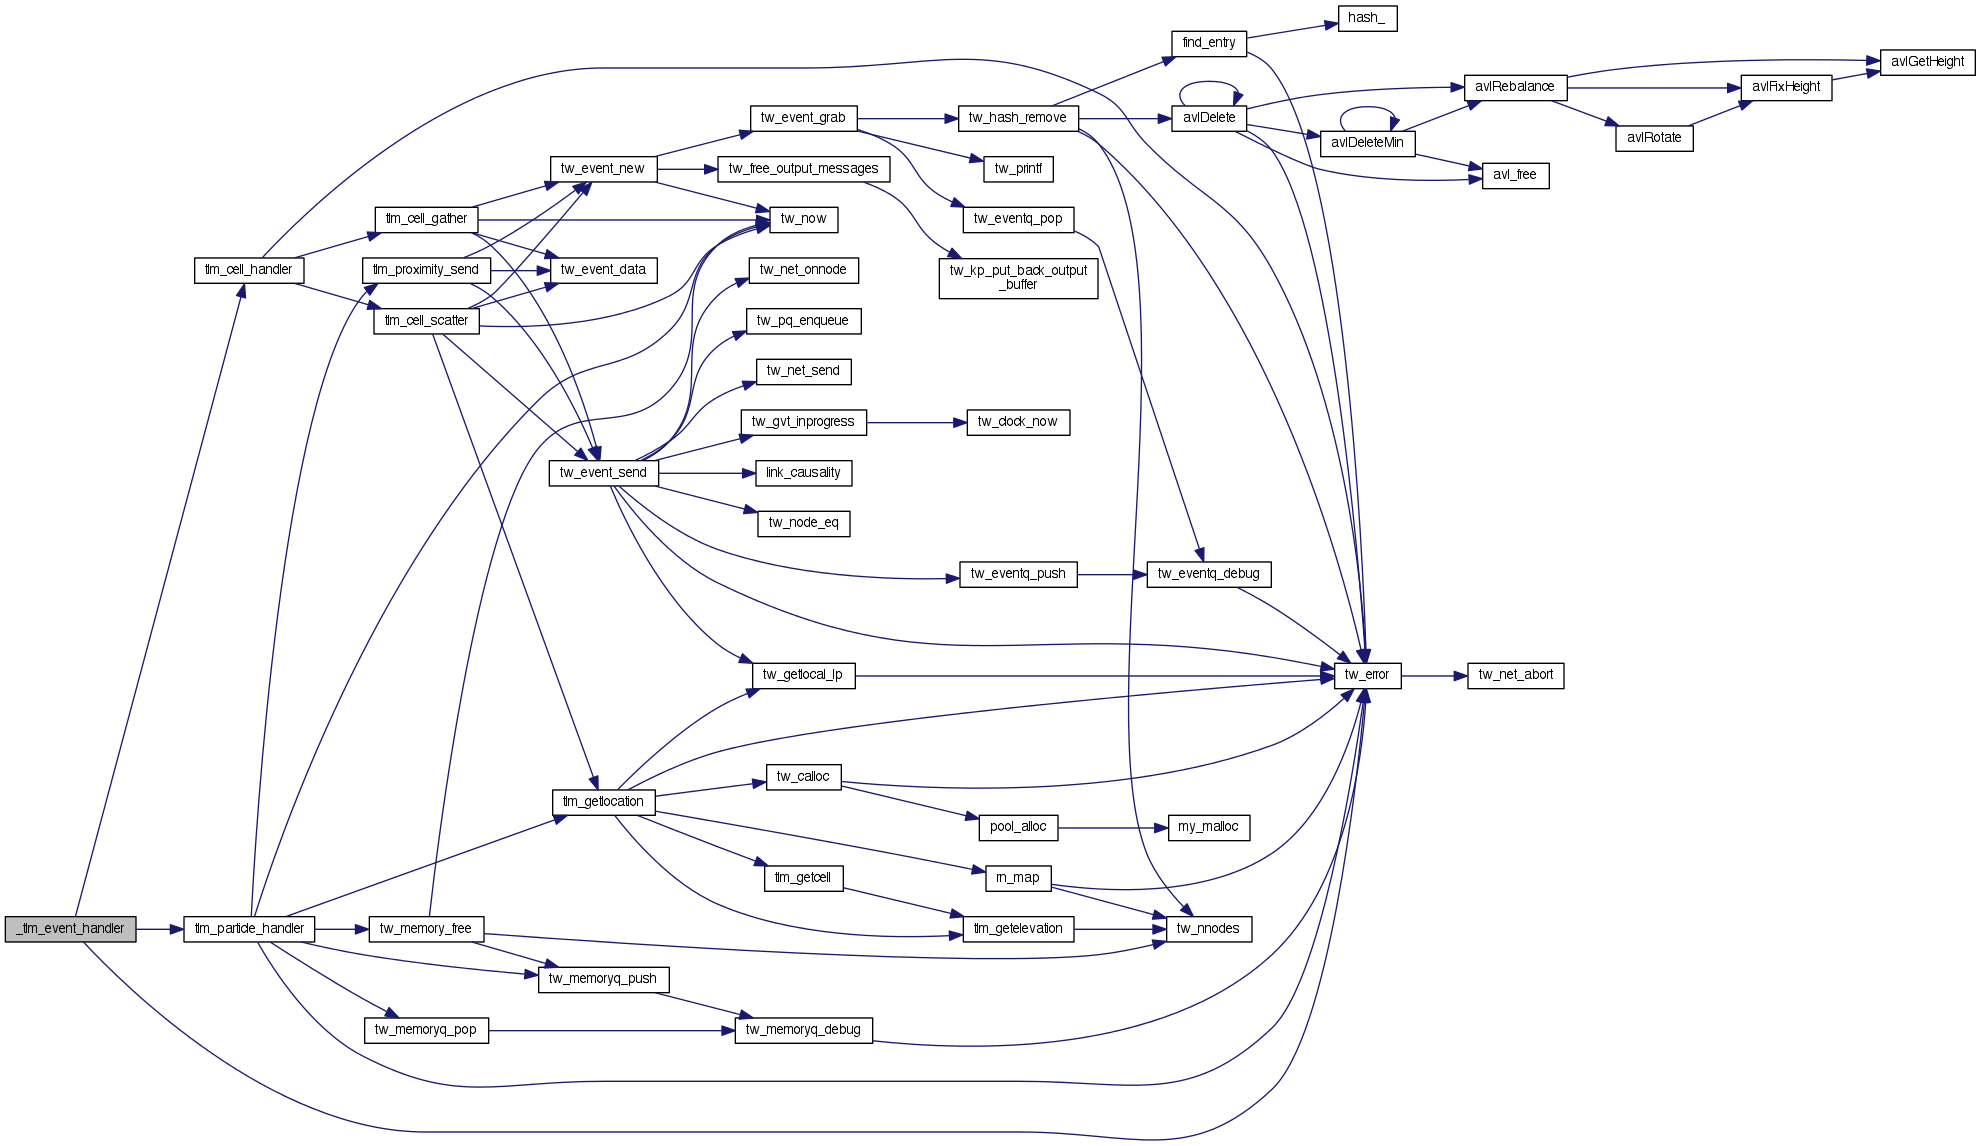 hash_
find_entry
avlGetHeight
avlRebalance
avlFixHeight
tw_event_grab
tw_hash_remove
avlDelete
avlDeleteMin
avlRotate
tw_event_new
tw_free_output_messages
tw_printf
avl_free
tlm_cell_gather
tw_now
tw_eventq_pop
tlm_cell_handler
tlm_proximity_send
tw_event_data
tw_net_onnode
tw_kp_put_back_output
_buffer
tlm_cell_scatter
tw_pq_enqueue
tw_net_send
tw_gvt_inprogress
tw_clock_now
tw_event_send
link_causality
tw_node_eq
tw_eventq_push
tw_eventq_debug
tw_getlocal_lp
tw_error
tw_net_abort
tw_calloc
tlm_getlocation
pool_alloc
my_malloc
tlm_getcell
rn_map
_tlm_event_handler
tlm_particle_handler
tw_memory_free
tlm_getelevation
tw_nnodes
tw_memoryq_push
tw_memoryq_pop
tw_memoryq_debug